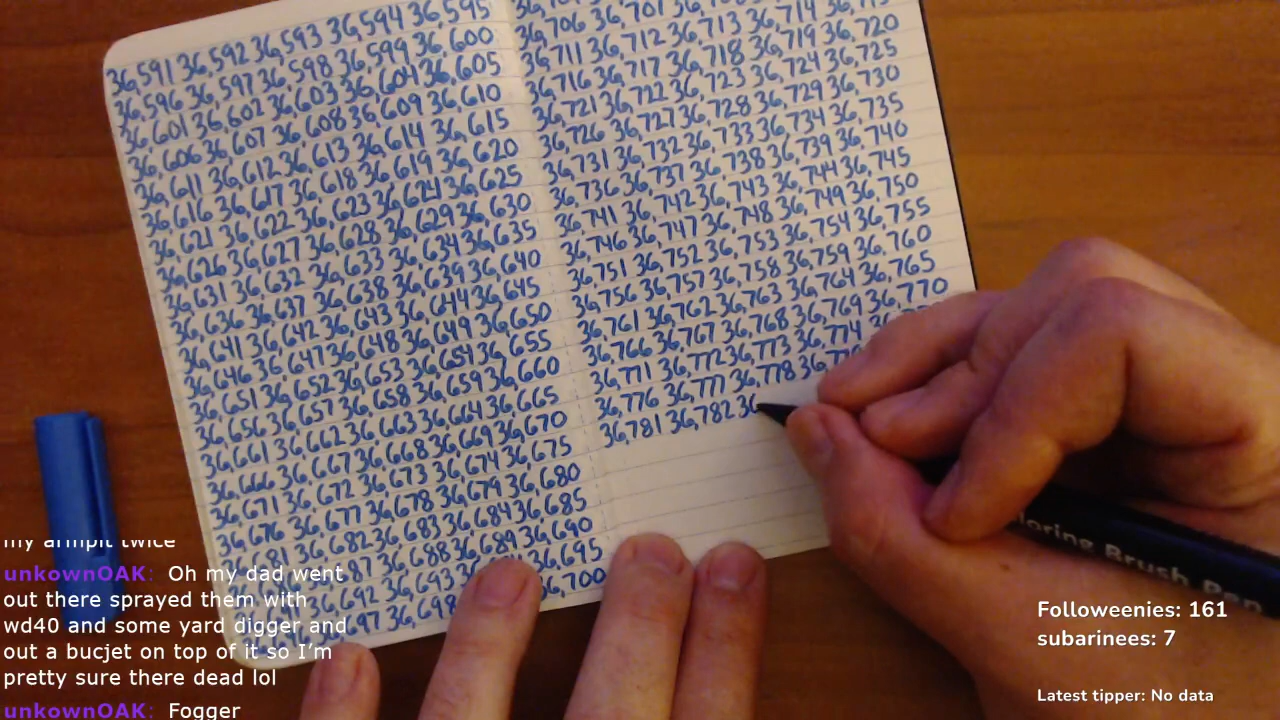 36,591 36,592 36,593 36,594 36,595
36,596 36,597 36,598 36,599 36,600
36,601 36,602 36,603 36,604 36,605
36,606 36,607 36,608 36,609 36,610
36,611 36,612 36,613 36,614 36,615
36,616 36,617 36,618 36,619 36,620
36,621 36,622 36,623 36,624 36,625
36,626 36,627 36,628 36,629 36,630
36,631 36,632 36,633 36,634 36,635
36,636 36,637 36,638 36,639 36,640
36,641 36,642 36,643 36,644 36,645
36,646 36,647 36,648 36,649 36,650
36,651 36,652 36,653 36,654 36,655
36,656 36,657 36,658 36,659 36,660
36,661 36,662 36,663 36,664 36,665
36,666 36,667 36,668 36,669 36,670
36,671 36,672 36,673 36,674 36,675
36,676 36,677 36,678 36,679 36,680
36,681 36,682 36,683 36,684 36,685
87 36,688 36,689 36,690
36,692 36,693 36,695
697 36,698 36,700
36,706 36,701
36,711 36,712 36,713 36,714
36,716 36,717 36,718 36,719 36,720
36,721 36,722 36,723 36,724 36,725
36,726 36,727 36,728 36,729 36,730
36,731 36,732 36,733 36,734 36,735
36,736 36,737 36,738 36,739 36,740
36,741 36,742 36,743 36,744 36,745
36,746 36,747 36,748 36,749 36,750
36,751 36,752 36,753 36,754 36,755
36,756 36,757 36,758 36,759 36,760
36,761 36,762 36,763 36,764 36,765
36,766 36,767 36,768 36,769 36,770
36,771 36,772 36,773 36,774
36,776 36,777 36,778
36,781 36,782 36
loring Brush Pen
my armpit twice
unkownOAK: Oh my dad went
out there sprayed them with
wd40 and some yard digger and
out a bucjet on top of it so I'm
pretty sure there dead lol
unkownOAK: Fogger
Followeenies: 161
subarinees: 7
Latest tipper: No data